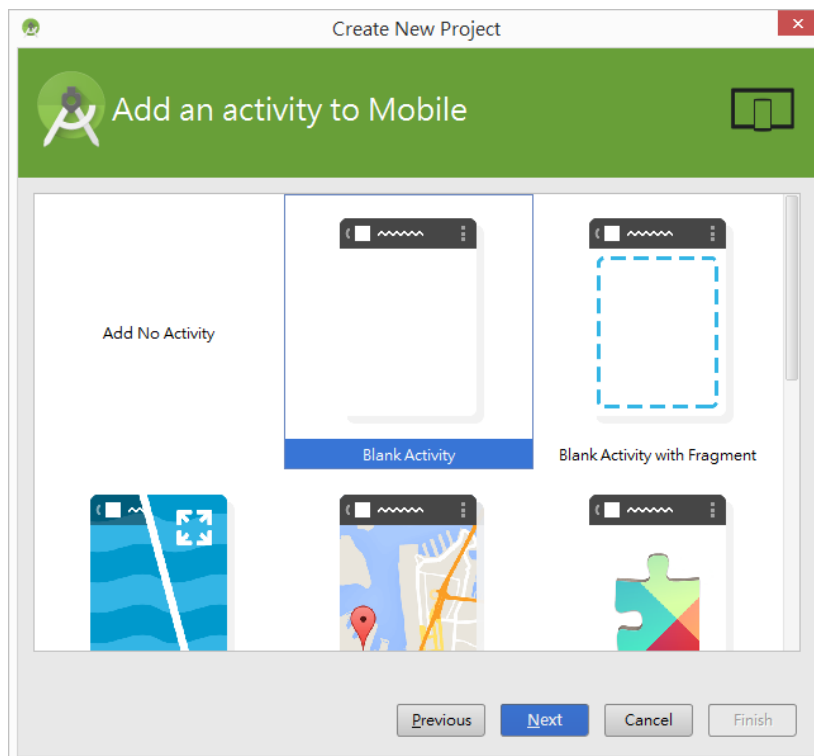 Create New Project
Add an activity to Mobile
Add No Activity
Blank Activity
Blank Activity with Fragment
Previous
Next
Cancel
Finish